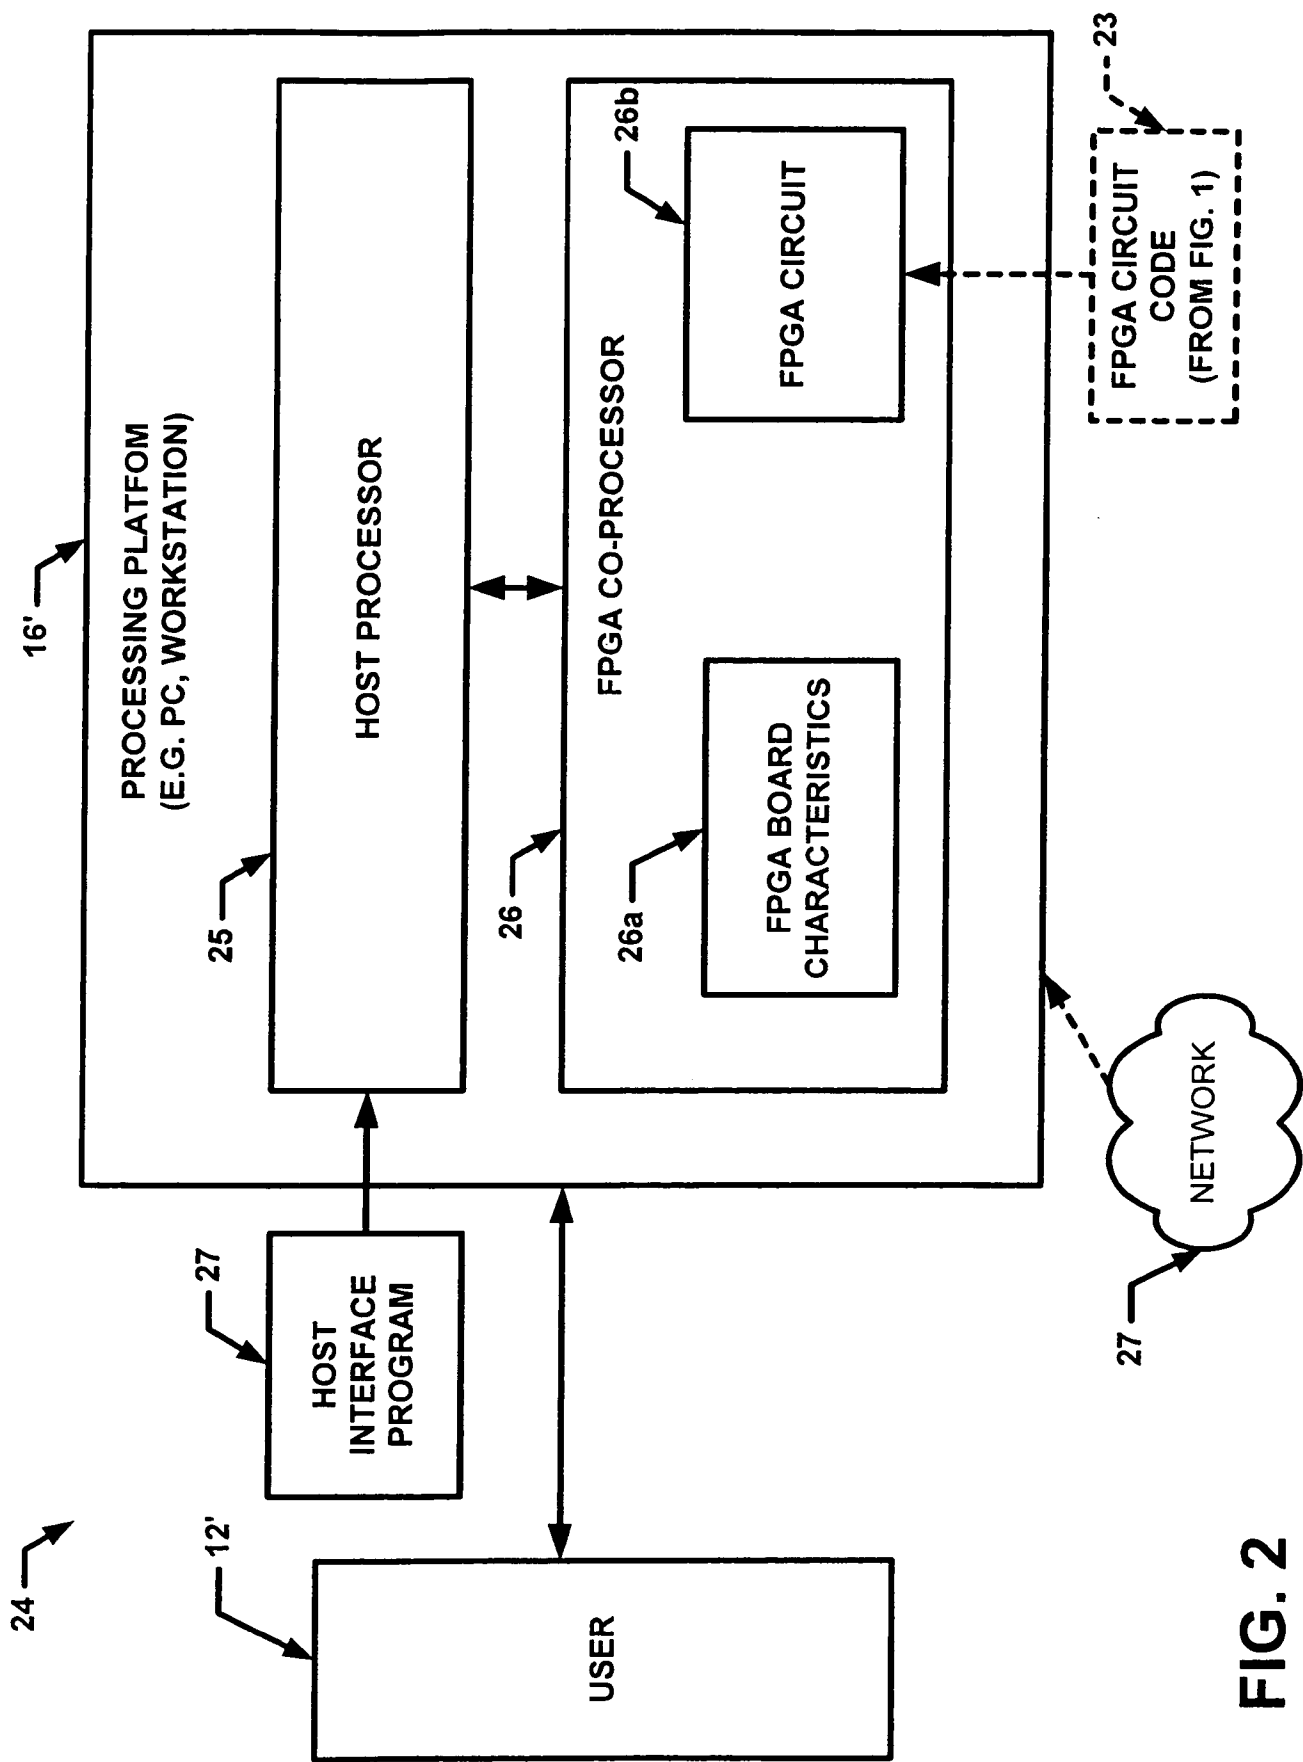 24
12'
USER
27
HOST
INTERFACE
PROGRAM
16'
PROCESSING PLATFOM
(E.G. PC, WORKSTATION)
25
HOST PROCESSOR
26
FPGA CO-PROCESSOR
26a
FPGA BOARD
CHARACTERISTICS
26b
FPGA CIRCUIT
27
NETWORK
23
FPGA CIRCUIT
CODE
(FROM FIG. 1)
FIG. 2